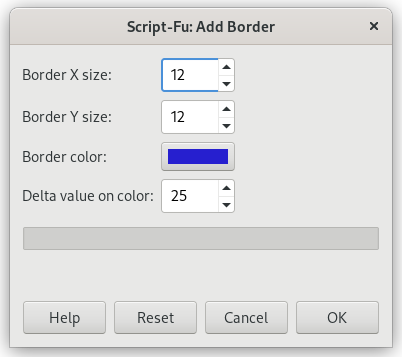 Script-Fu: Add Border
Border X size: 12
Border Y size: 12
Border color:
Delta value on color: 25
Help Reset Cancel OK